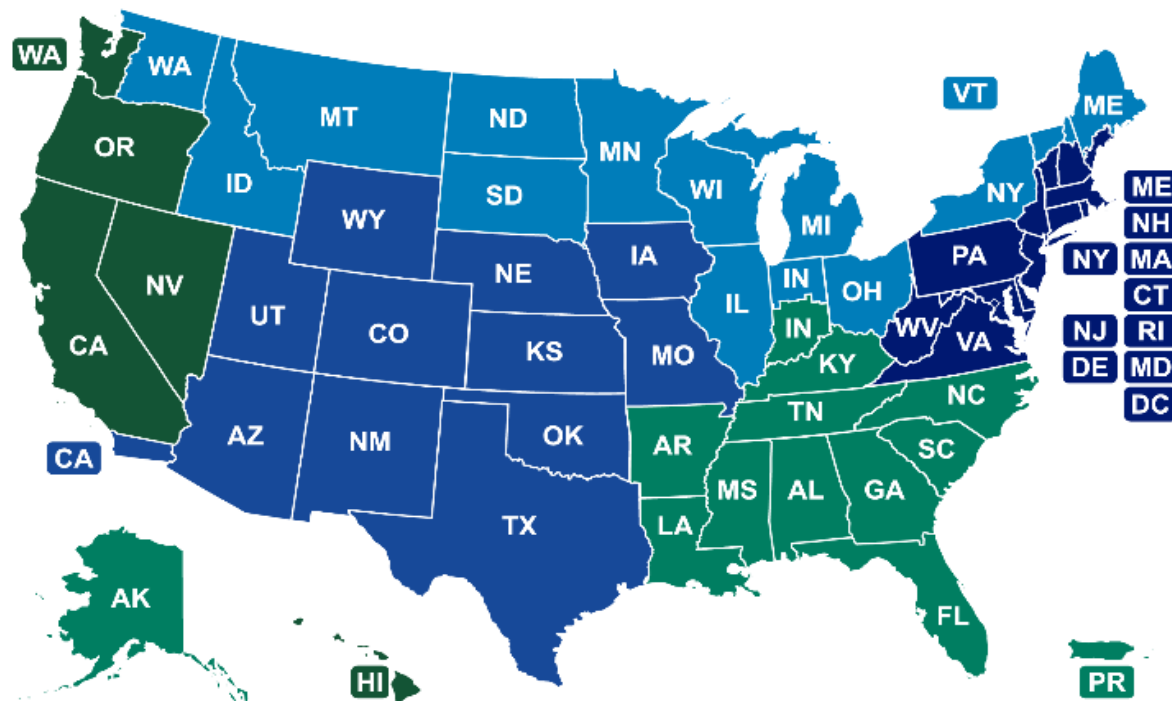 WA
WA
MT
ND
MN
VT
ME
OR
ID
SD
WI
MI
NY
ME
WY
NH
NV
UT
NE
IA
IL
IN
OH
PA
NY
MA
CT
CA
CO
KS
MO
IN
KY
WV
VA
NJ
RI
DE
MD
DC
CA
AZ
NM
OK
AR
TN
NC
SC
TX
LA
MS
AL
GA
FL
AK
HI
PR